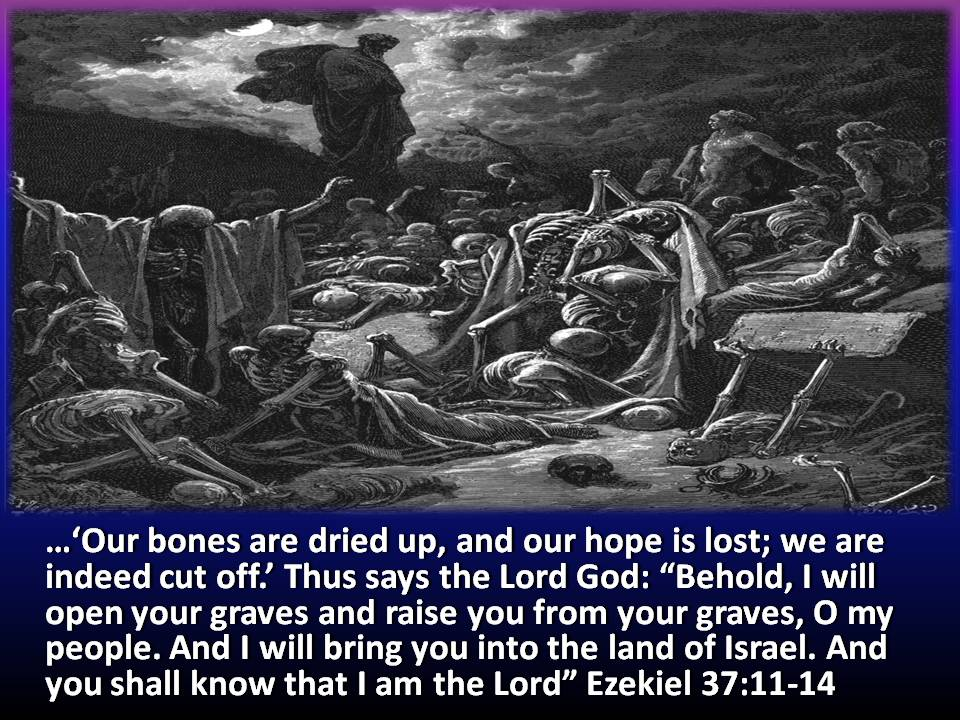 …‘Our bones are dried up, and our hope is lost; we are
indeed cut off.’ Thus says the Lord God: “Behold, I will
open your graves and raise you from your graves, O my
people. And I will bring you into the land of Israel. And
you shall know that I am the Lord” Ezekiel 37:11-14